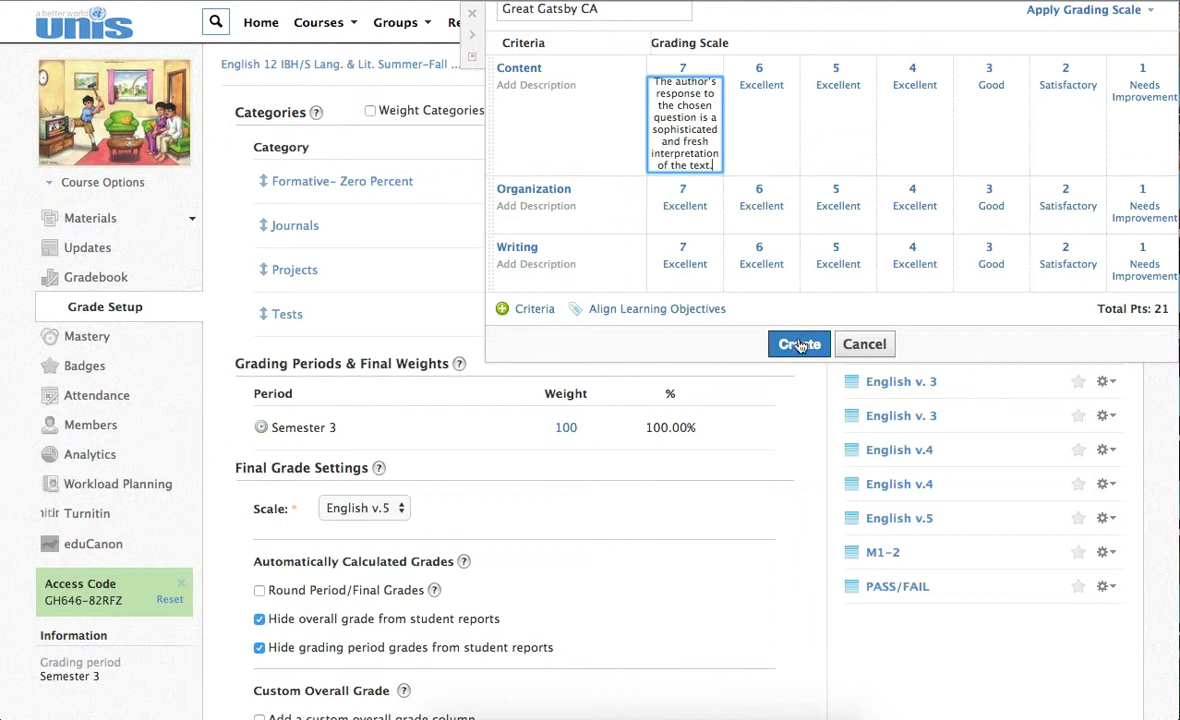 a better world
unis
Home
Courses
Groups
Re
Great Gatsby CA
Apply Grading Scale
Criteria Grading Scale
Content 7 6 5 4 3 2 1
Add Description Excellent Excellent Excellent Good Satisfactory Needs Improvement
The author's
response to
the chosen
question is a
sophisticated
and fresh
interpretation
of the text.
Organization 7 6 5 4 3 2 1
Add Description Excellent Excellent Excellent Excellent Good Satisfactory Needs Improvement
Writing 7 6 5 4 3 2 1
Add Description Excellent Excellent Excellent Excellent Good Satisfactory Needs Improvement
Criteria
Align Learning Objectives
Total Pts: 21
Create
Cancel
English 12 IBH/S Lang. & Lit. Summer-Fall ...
Categories ?
Weight Categories
Category
Formative- Zero Percent
Journals
Projects
Tests
Grading Periods & Final Weights ?
Period Weight %
Semester 3 100 100.00%
Final Grade Settings ?
Scale: * English v.5
Automatically Calculated Grades ?
Round Period/Final Grades ?
Hide overall grade from student reports
Hide grading period grades from student reports
Custom Overall Grade ?
Add a custom overall grade column
English v. 3
English v. 3
English v.4
English v.4
English v.5
M1-2
PASS/FAIL
Course Options
Materials
Updates
Gradebook
Grade Setup
Mastery
Badges
Attendance
Members
Analytics
Workload Planning
nitir Turnitin
eduCanon
Access Code
GH646-82RFZ Reset
Information
Grading period
Semester 3